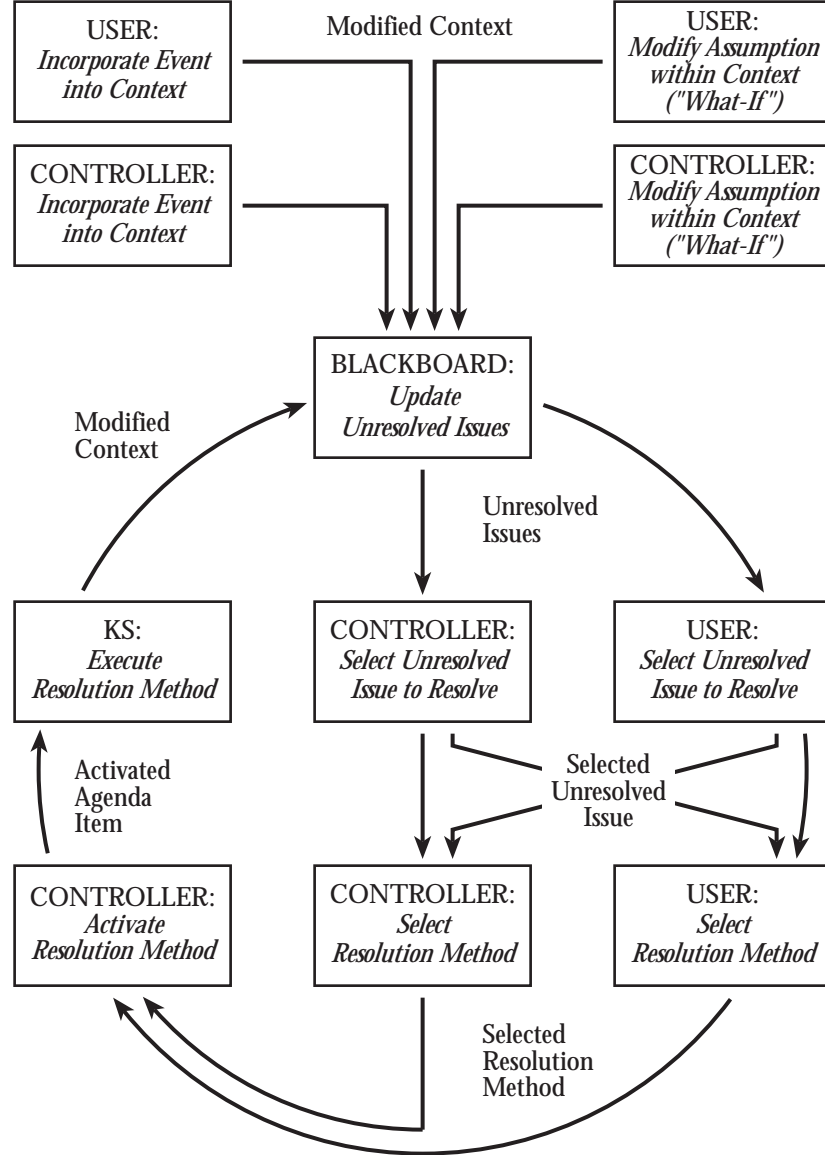 USER:
Incorporate Event
into Context
Modified Context
USER:
Modify Assumption
within Context
("What-If")
CONTROLLER:
Incorporate Event
into Context
CONTROLLER:
Modify Assumption
within Context
("What-If")
BLACKBOARD:
Update
Unresolved Issues
Modified
Context
Unresolved
Issues
KS:
Execute
Resolution Method
CONTROLLER:
Select Unresolved
Issue to Resolve
USER:
Select Unresolved
Issue to Resolve
Activated
Agenda
Item
Selected
Unresolved
Issue
CONTROLLER:
Activate
Resolution Method
CONTROLLER:
Select
Resolution Method
USER:
Select
Resolution Method
Selected
Resolution
Method